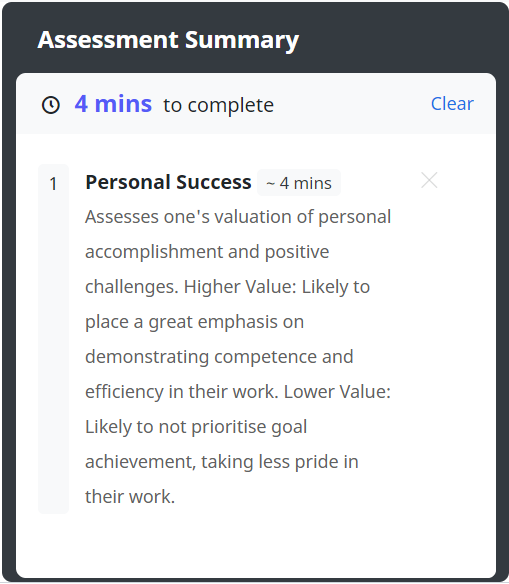 Assessment Summary
4 mins to complete
Clear
1
Personal Success ~ 4 mins
Assesses one's valuation of personal
accomplishment and positive
challenges. Higher Value: Likely to
place a great emphasis on
demonstrating competence and
efficiency in their work. Lower Value:
Likely to not prioritise goal
achievement, taking less pride in
their work.